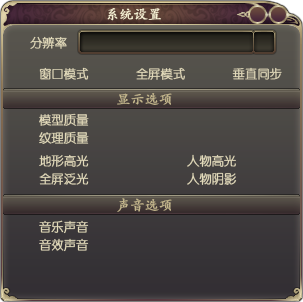 系统设置
分辨率
窗口模式 全屏模式 垂直同步
显示选项
模型质量
纹理质量
地形高光 人物高光
全屏泛光 人物阴影
声音选项
音乐声音
音效声音